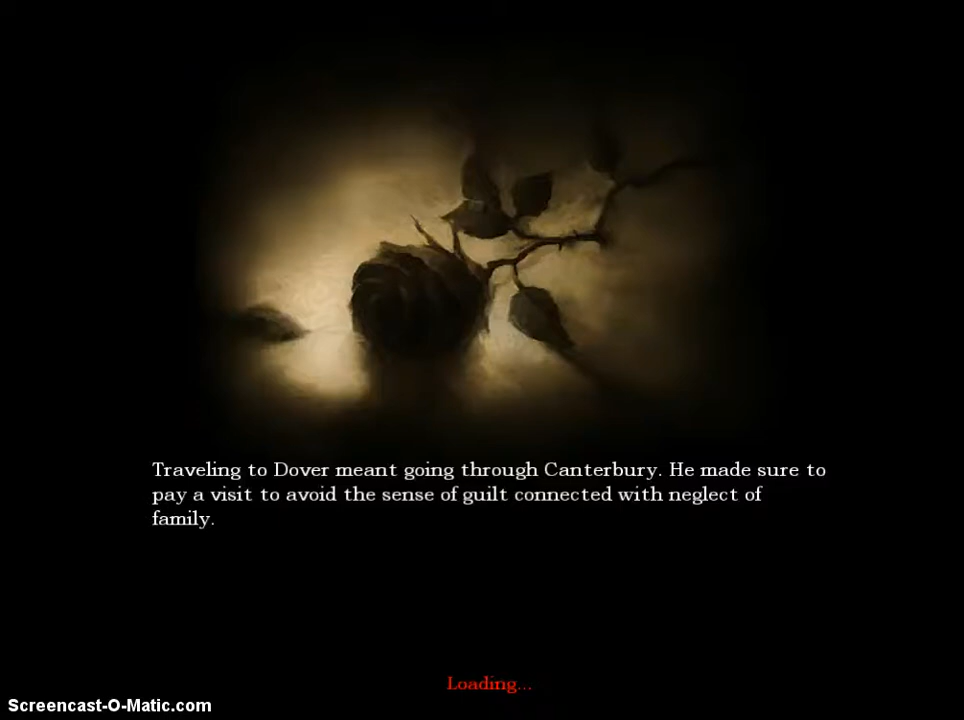 Traveling to Dover meant going through Canterbury. He made sure to
pay a visit to avoid the sense of guilt connected with neglect of
family.
Loading...
Screencast-O-Matic.com